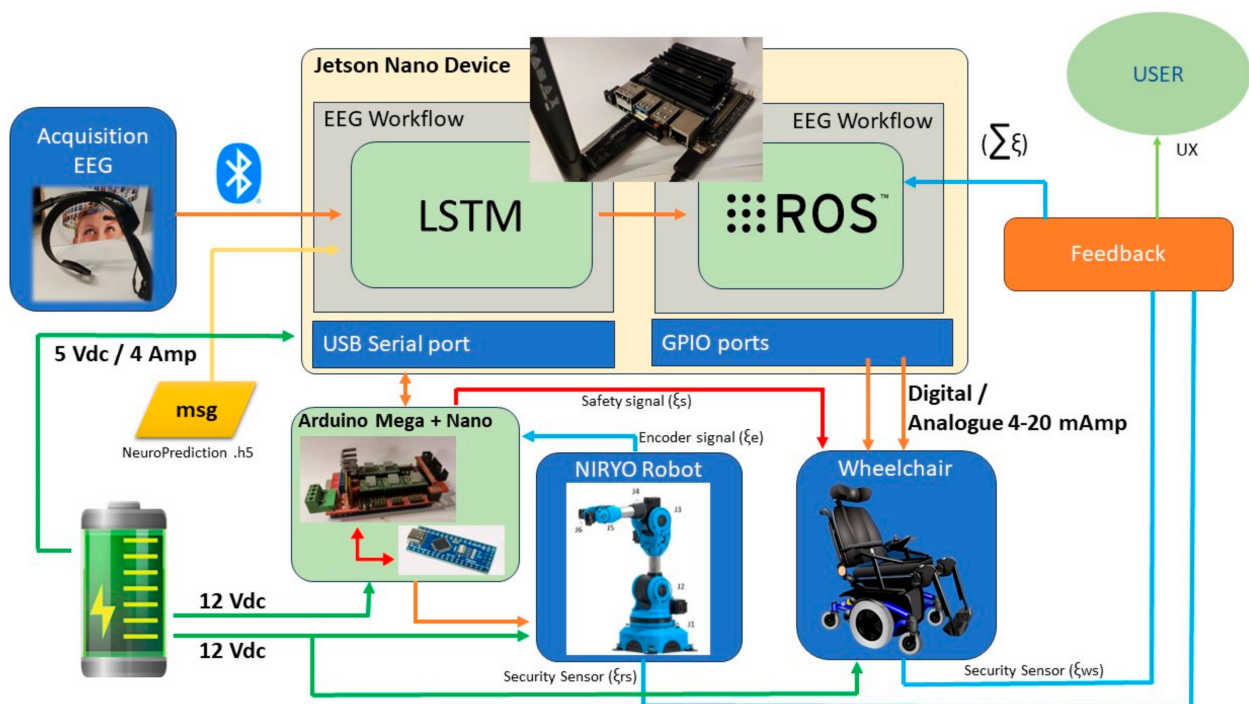 Jetson Nano Device
USER
Acquisition
EEG
EEG Workflow
EEG Workflow
(∑ξ)
UX
LSTM
ROS™
Feedback
5 Vdc / 4 Amp
USB Serial port
GPIO ports
msg
NeuroPrediction .h5
Safety signal (ξs)
Digital /
Analogue 4-20 mAmp
Arduino Mega + Nano
Encoder signal (ξe)
NIRYO Robot
Wheelchair
J4
J3
J6
J5
J2
J1
12 Vdc
12 Vdc
Security Sensor (ξrs)
Security Sensor (ξws)